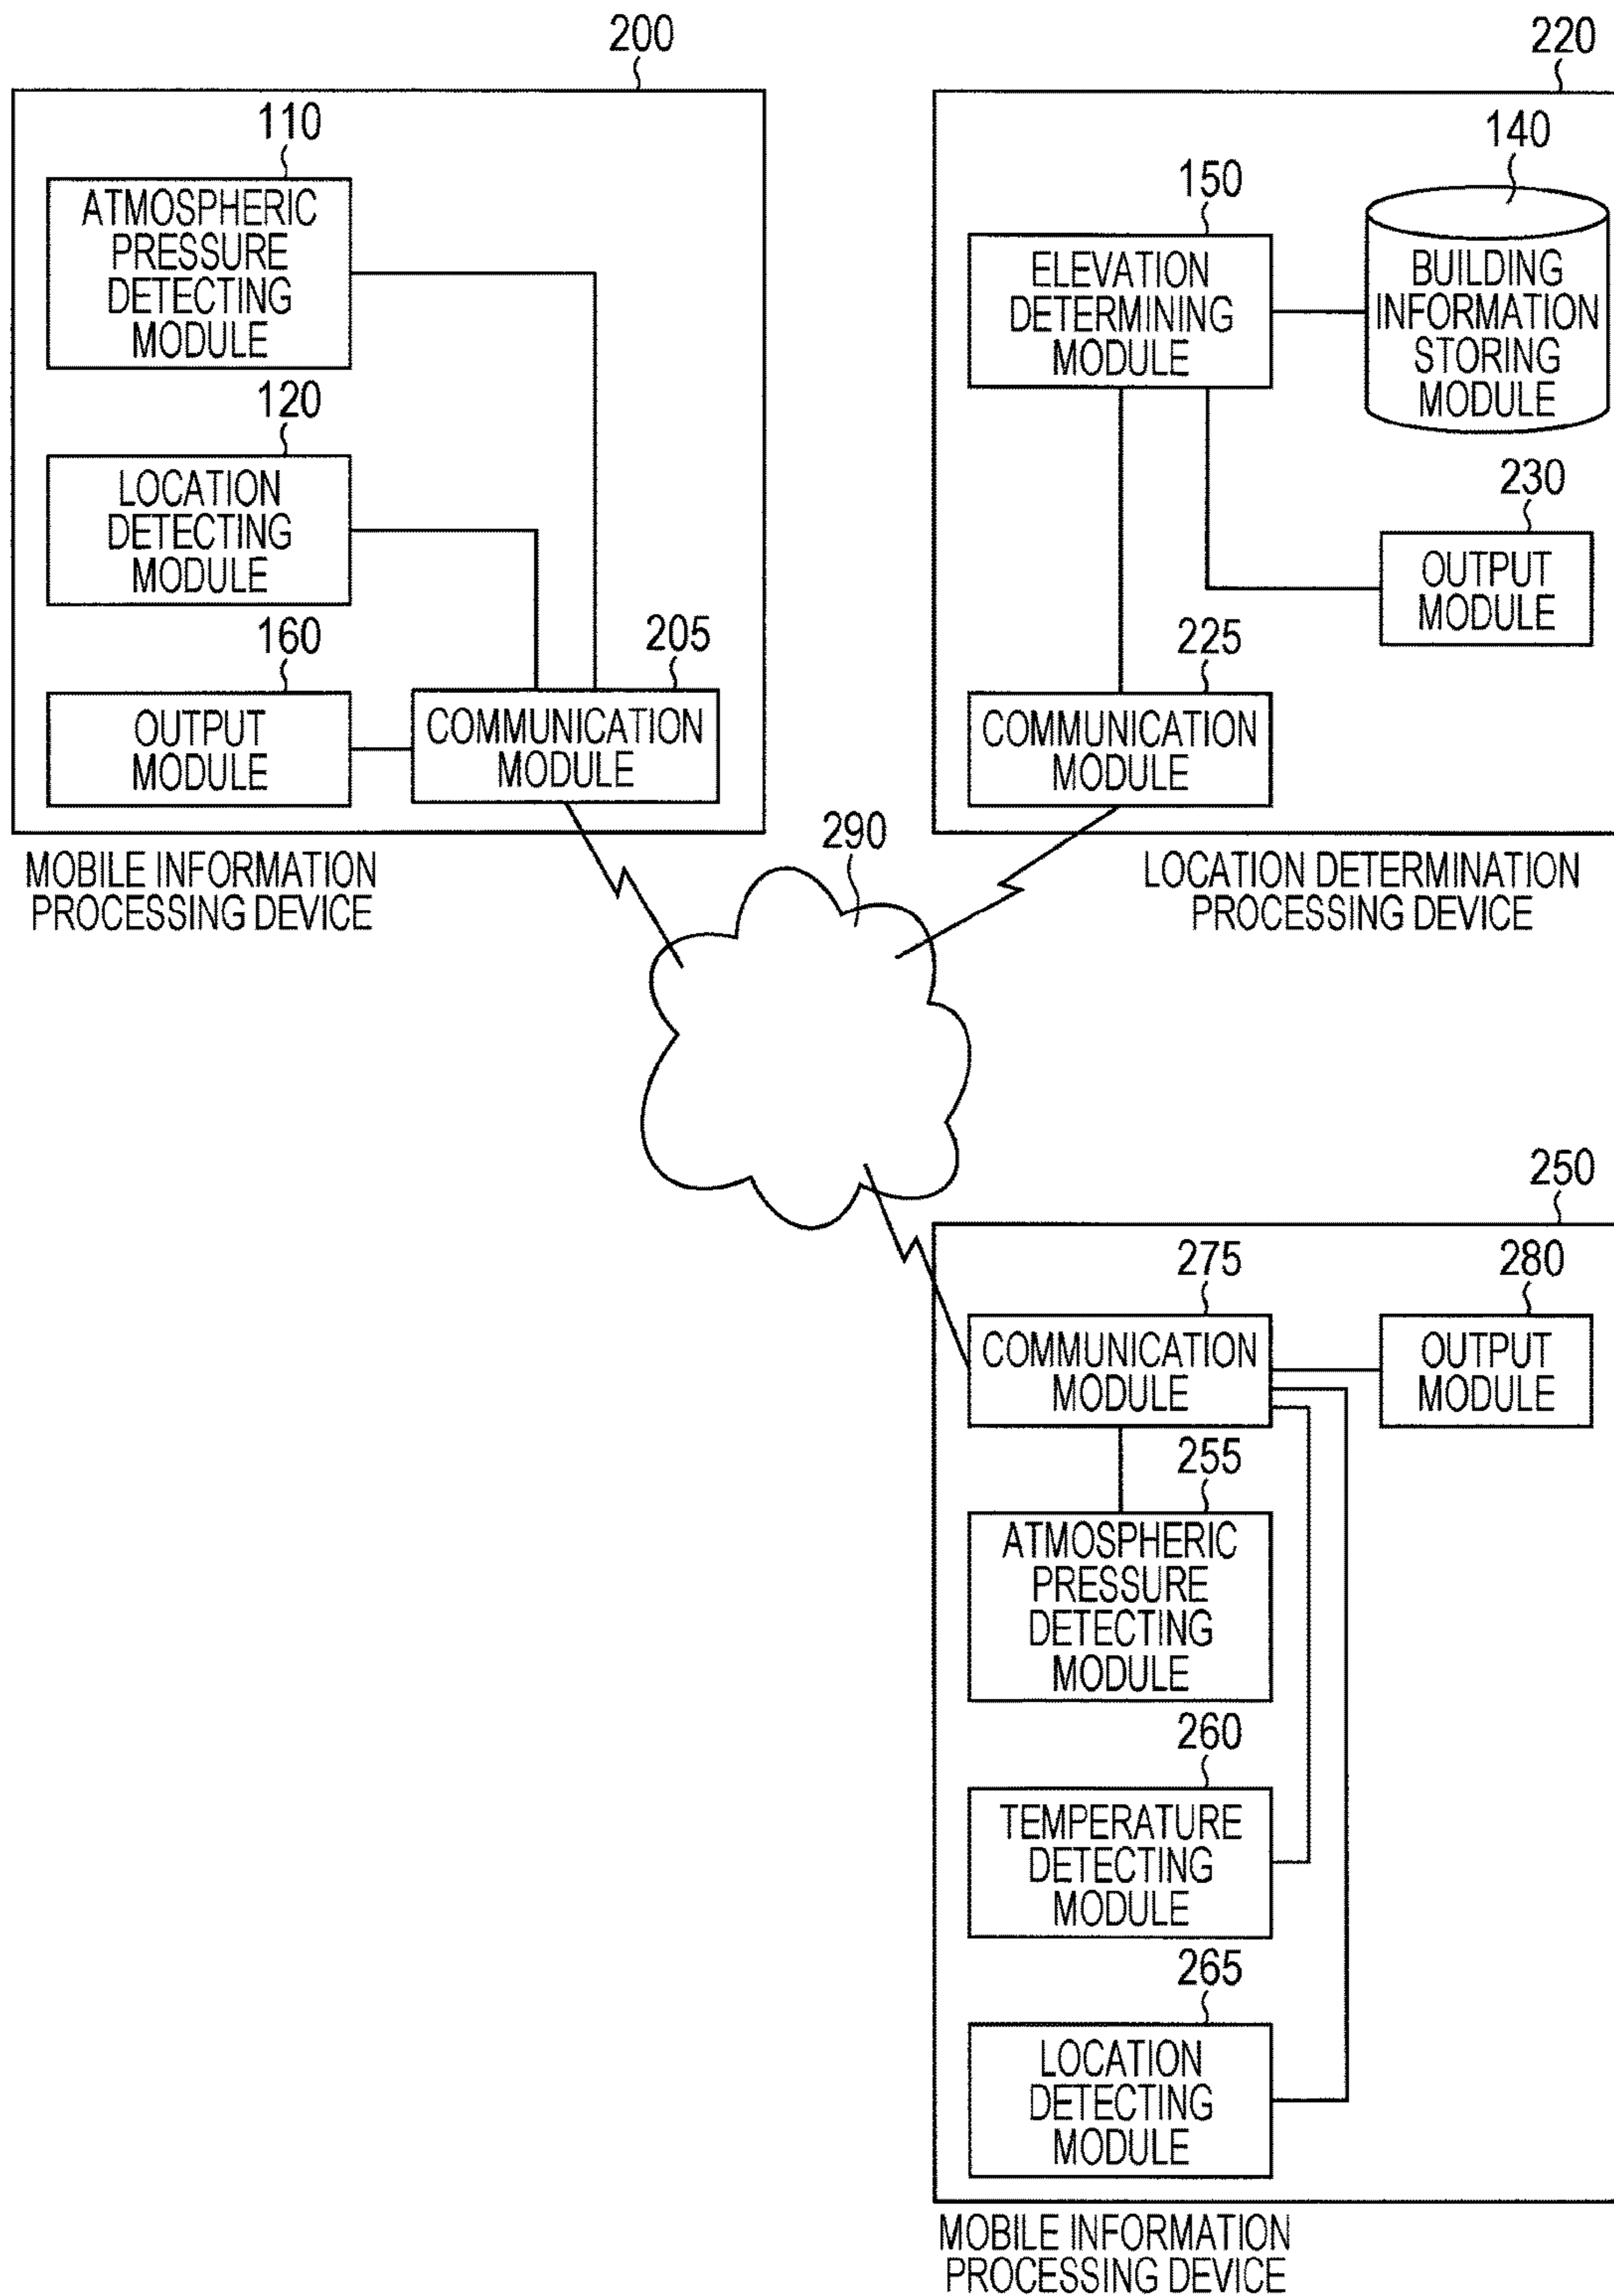 200
110
ATMOSPHERIC
PRESSURE
DETECTING
MODULE
120
LOCATION
DETECTING
MODULE
160
OUTPUT
MODULE
205
COMMUNICATION
MODULE
MOBILE INFORMATION
PROCESSING DEVICE
220
140
BUILDING
INFORMATION
STORING
MODULE
150
ELEVATION
DETERMINING
MODULE
230
OUTPUT
MODULE
225
COMMUNICATION
MODULE
LOCATION DETERMINATION
PROCESSING DEVICE
290
250
275
COMMUNICATION
MODULE
280
OUTPUT
MODULE
255
ATMOSPHERIC
PRESSURE
DETECTING
MODULE
260
TEMPERATURE
DETECTING
MODULE
265
LOCATION
DETECTING
MODULE
MOBILE INFORMATION
PROCESSING DEVICE